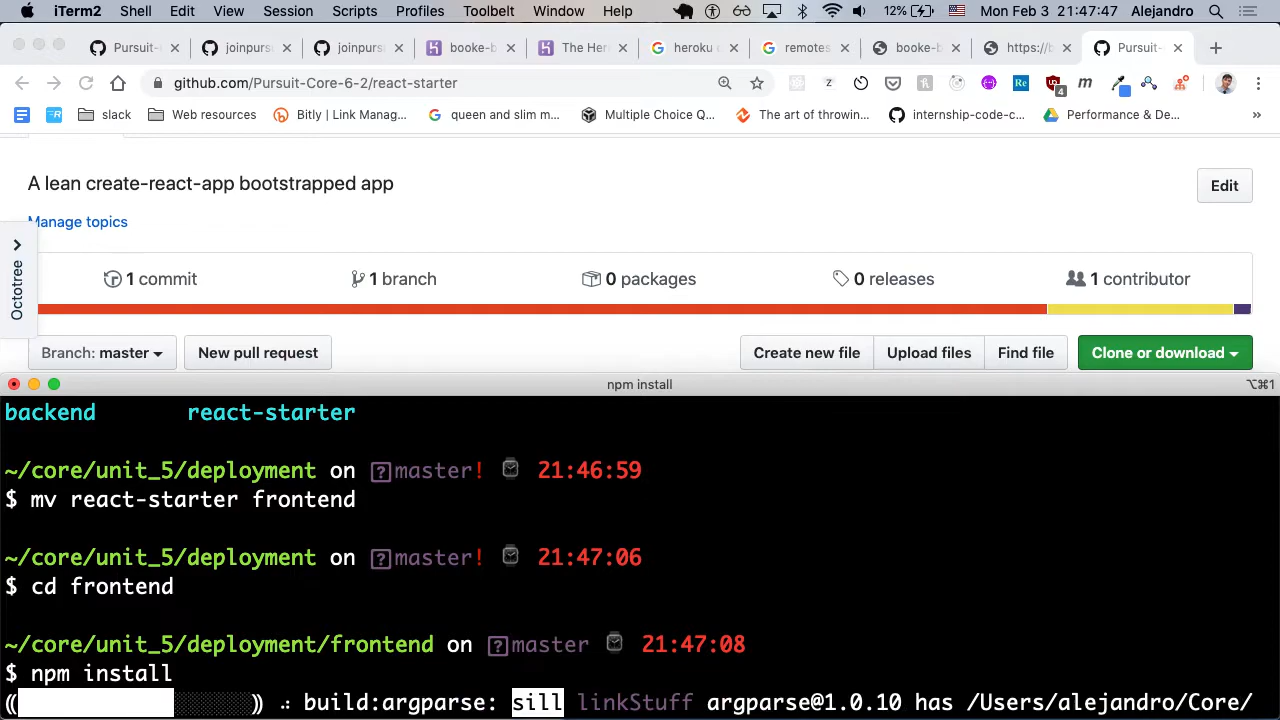 iTerm2 Shell Edit View Session Scripts Profiles Toolbelt Window Help 12% Mon Feb 3 21:47:47 Alejandro
Pursuit- joinpurs joinpurs booke-b The Her heroku c remotes booke-b https://b Pursuit-
github.com/Pursuit-Core-6-2/react-starter
slack Web resources Bitly | Link Manag... queen and slim m... Multiple Choice Q... The art of throwin... internship-code-c... Performance & De... »
A lean create-react-app bootstrapped app
Edit
Manage topics
Octotree
1 commit 1 branch 0 packages 0 releases 1 contributor
Branch: master New pull request Create new file Upload files Find file Clone or download
npm install ⌥⌘1
backend react-starter
~/core/unit_5/deployment on master! 21:46:59
$ mv react-starter frontend
~/core/unit_5/deployment on master! 21:47:06
$ cd frontend
~/core/unit_5/deployment/frontend on master 21:47:08
$ npm install
build:argparse: sill linkStuff argparse@1.0.10 has /Users/alejandro/Core/